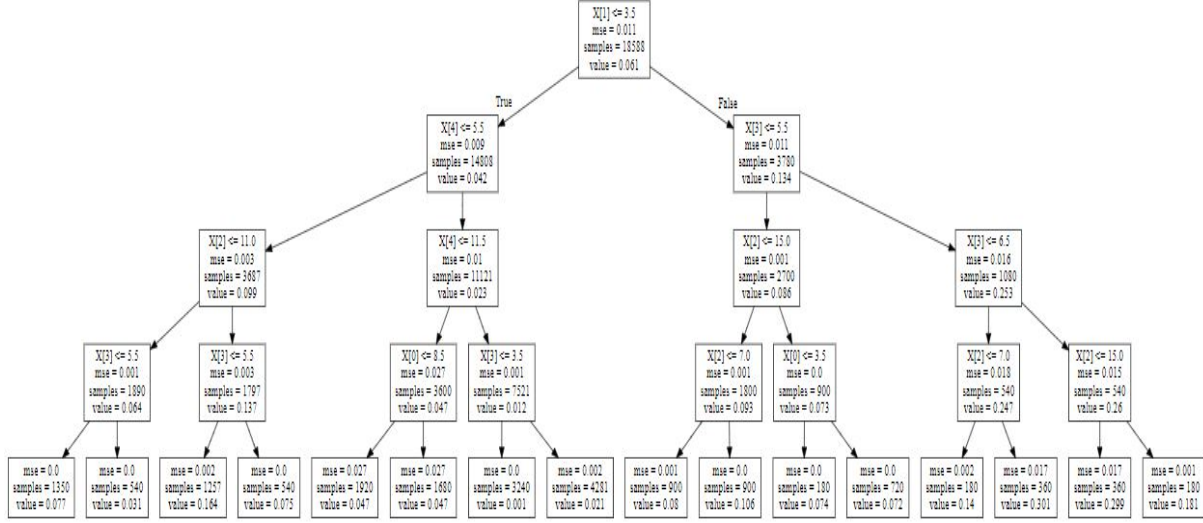 X[1] <= 3.5
mse = 0.011
samples = 18588
value = 0.061
True
False
X[4] <= 5.5
mse = 0.009
samples = 14808
value = 0.042
X[3] <= 5.5
mse = 0.011
samples = 3780
value = 0.134
X[2] <= 11.0
mse = 0.003
samples = 3687
value = 0.099
X[4] <= 11.5
mse = 0.01
samples = 11121
value = 0.023
X[2] <= 15.0
mse = 0.001
samples = 2700
value = 0.086
X[3] <= 6.5
mse = 0.016
samples = 1080
value = 0.253
X[3] <= 5.5
mse = 0.001
samples = 1890
value = 0.064
X[3] <= 5.5
mse = 0.003
samples = 1797
value = 0.137
X[0] <= 8.5
mse = 0.027
samples = 3600
value = 0.047
X[3] <= 3.5
mse = 0.001
samples = 7521
value = 0.012
X[2] <= 7.0
mse = 0.001
samples = 1800
value = 0.093
X[0] <= 3.5
mse = 0.0
samples = 900
value = 0.073
X[2] <= 7.0
mse = 0.018
samples = 540
value = 0.247
X[2] <= 15.0
mse = 0.015
samples = 540
value = 0.26
mse = 0.0
samples = 1350
value = 0.077
mse = 0.0
samples = 540
value = 0.031
mse = 0.002
samples = 1257
value = 0.164
mse = 0.0
samples = 540
value = 0.075
mse = 0.027
samples = 1920
value = 0.047
mse = 0.027
samples = 1680
value = 0.047
mse = 0.0
samples = 3240
value = 0.001
mse = 0.002
samples = 4281
value = 0.021
mse = 0.001
samples = 900
value = 0.08
mse = 0.0
samples = 900
value = 0.106
mse = 0.0
samples = 180
value = 0.074
mse = 0.0
samples = 720
value = 0.072
mse = 0.002
samples = 180
value = 0.14
mse = 0.017
samples = 360
value = 0.301
mse = 0.017
samples = 360
value = 0.299
mse = 0.001
samples = 180
value = 0.181